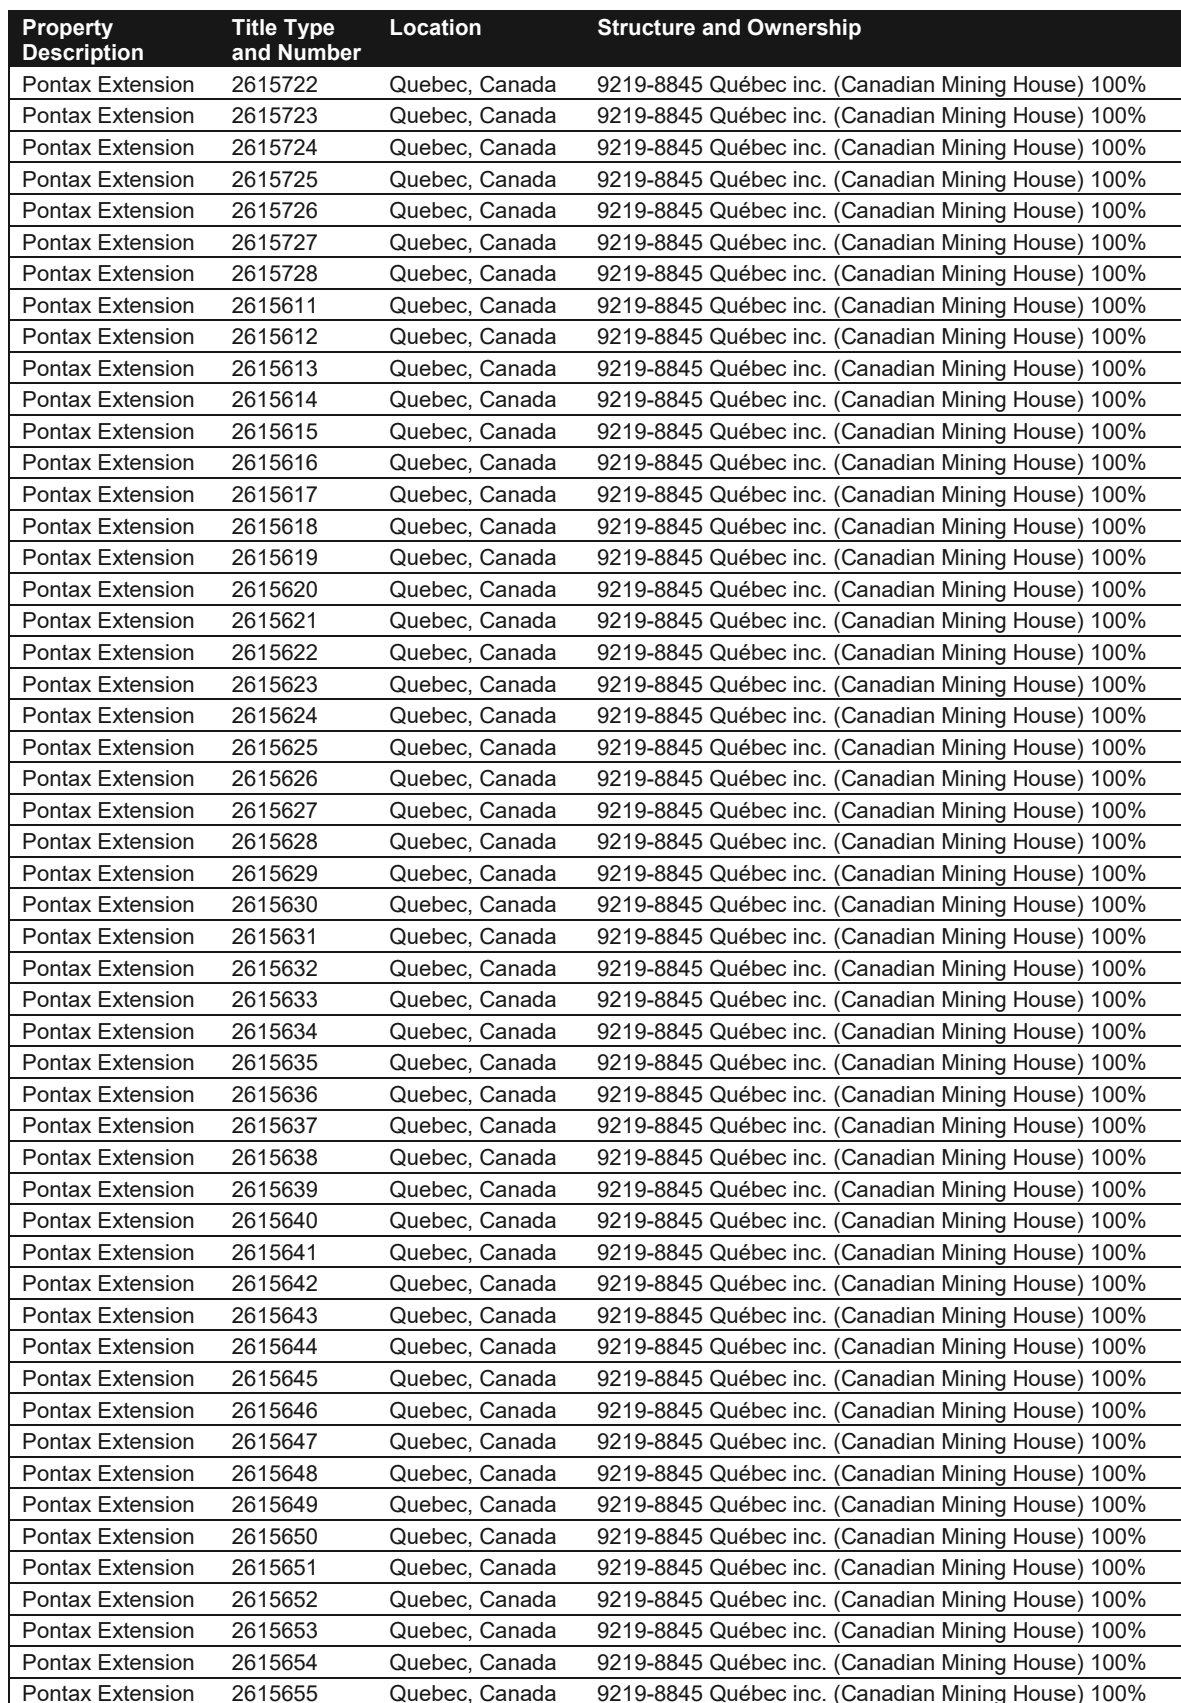 Property Description Title Type and Number Location Structure and Ownership
Pontax Extension 2615722 Quebec, Canada 9219-8845 Québec inc. (Canadian Mining House) 100%
Pontax Extension 2615723 Quebec, Canada 9219-8845 Québec inc. (Canadian Mining House) 100%
Pontax Extension 2615724 Quebec, Canada 9219-8845 Québec inc. (Canadian Mining House) 100%
Pontax Extension 2615725 Quebec, Canada 9219-8845 Québec inc. (Canadian Mining House) 100%
Pontax Extension 2615726 Quebec, Canada 9219-8845 Québec inc. (Canadian Mining House) 100%
Pontax Extension 2615727 Quebec, Canada 9219-8845 Québec inc. (Canadian Mining House) 100%
Pontax Extension 2615728 Quebec, Canada 9219-8845 Québec inc. (Canadian Mining House) 100%
Pontax Extension 2615611 Quebec, Canada 9219-8845 Québec inc. (Canadian Mining House) 100%
Pontax Extension 2615612 Quebec, Canada 9219-8845 Québec inc. (Canadian Mining House) 100%
Pontax Extension 2615613 Quebec, Canada 9219-8845 Québec inc. (Canadian Mining House) 100%
Pontax Extension 2615614 Quebec, Canada 9219-8845 Québec inc. (Canadian Mining House) 100%
Pontax Extension 2615615 Quebec, Canada 9219-8845 Québec inc. (Canadian Mining House) 100%
Pontax Extension 2615616 Quebec, Canada 9219-8845 Québec inc. (Canadian Mining House) 100%
Pontax Extension 2615617 Quebec, Canada 9219-8845 Québec inc. (Canadian Mining House) 100%
Pontax Extension 2615618 Quebec, Canada 9219-8845 Québec inc. (Canadian Mining House) 100%
Pontax Extension 2615619 Quebec, Canada 9219-8845 Québec inc. (Canadian Mining House) 100%
Pontax Extension 2615620 Quebec, Canada 9219-8845 Québec inc. (Canadian Mining House) 100%
Pontax Extension 2615621 Quebec, Canada 9219-8845 Québec inc. (Canadian Mining House) 100%
Pontax Extension 2615622 Quebec, Canada 9219-8845 Québec inc. (Canadian Mining House) 100%
Pontax Extension 2615623 Quebec, Canada 9219-8845 Québec inc. (Canadian Mining House) 100%
Pontax Extension 2615624 Quebec, Canada 9219-8845 Québec inc. (Canadian Mining House) 100%
Pontax Extension 2615625 Quebec, Canada 9219-8845 Québec inc. (Canadian Mining House) 100%
Pontax Extension 2615626 Quebec, Canada 9219-8845 Québec inc. (Canadian Mining House) 100%
Pontax Extension 2615627 Quebec, Canada 9219-8845 Québec inc. (Canadian Mining House) 100%
Pontax Extension 2615628 Quebec, Canada 9219-8845 Québec inc. (Canadian Mining House) 100%
Pontax Extension 2615629 Quebec, Canada 9219-8845 Québec inc. (Canadian Mining House) 100%
Pontax Extension 2615630 Quebec, Canada 9219-8845 Québec inc. (Canadian Mining House) 100%
Pontax Extension 2615631 Quebec, Canada 9219-8845 Québec inc. (Canadian Mining House) 100%
Pontax Extension 2615632 Quebec, Canada 9219-8845 Québec inc. (Canadian Mining House) 100%
Pontax Extension 2615633 Quebec, Canada 9219-8845 Québec inc. (Canadian Mining House) 100%
Pontax Extension 2615634 Quebec, Canada 9219-8845 Québec inc. (Canadian Mining House) 100%
Pontax Extension 2615635 Quebec, Canada 9219-8845 Québec inc. (Canadian Mining House) 100%
Pontax Extension 2615636 Quebec, Canada 9219-8845 Québec inc. (Canadian Mining House) 100%
Pontax Extension 2615637 Quebec, Canada 9219-8845 Québec inc. (Canadian Mining House) 100%
Pontax Extension 2615638 Quebec, Canada 9219-8845 Québec inc. (Canadian Mining House) 100%
Pontax Extension 2615639 Quebec, Canada 9219-8845 Québec inc. (Canadian Mining House) 100%
Pontax Extension 2615640 Quebec, Canada 9219-8845 Québec inc. (Canadian Mining House) 100%
Pontax Extension 2615641 Quebec, Canada 9219-8845 Québec inc. (Canadian Mining House) 100%
Pontax Extension 2615642 Quebec, Canada 9219-8845 Québec inc. (Canadian Mining House) 100%
Pontax Extension 2615643 Quebec, Canada 9219-8845 Québec inc. (Canadian Mining House) 100%
Pontax Extension 2615644 Quebec, Canada 9219-8845 Québec inc. (Canadian Mining House) 100%
Pontax Extension 2615645 Quebec, Canada 9219-8845 Québec inc. (Canadian Mining House) 100%
Pontax Extension 2615646 Quebec, Canada 9219-8845 Québec inc. (Canadian Mining House) 100%
Pontax Extension 2615647 Quebec, Canada 9219-8845 Québec inc. (Canadian Mining House) 100%
Pontax Extension 2615648 Quebec, Canada 9219-8845 Québec inc. (Canadian Mining House) 100%
Pontax Extension 2615649 Quebec, Canada 9219-8845 Québec inc. (Canadian Mining House) 100%
Pontax Extension 2615650 Quebec, Canada 9219-8845 Québec inc. (Canadian Mining House) 100%
Pontax Extension 2615651 Quebec, Canada 9219-8845 Québec inc. (Canadian Mining House) 100%
Pontax Extension 2615652 Quebec, Canada 9219-8845 Québec inc. (Canadian Mining House) 100%
Pontax Extension 2615653 Quebec, Canada 9219-8845 Québec inc. (Canadian Mining House) 100%
Pontax Extension 2615654 Quebec, Canada 9219-8845 Québec inc. (Canadian Mining House) 100%
Pontax Extension 2615655 Quebec, Canada 9219-8845 Québec inc. (Canadian Mining House) 100%